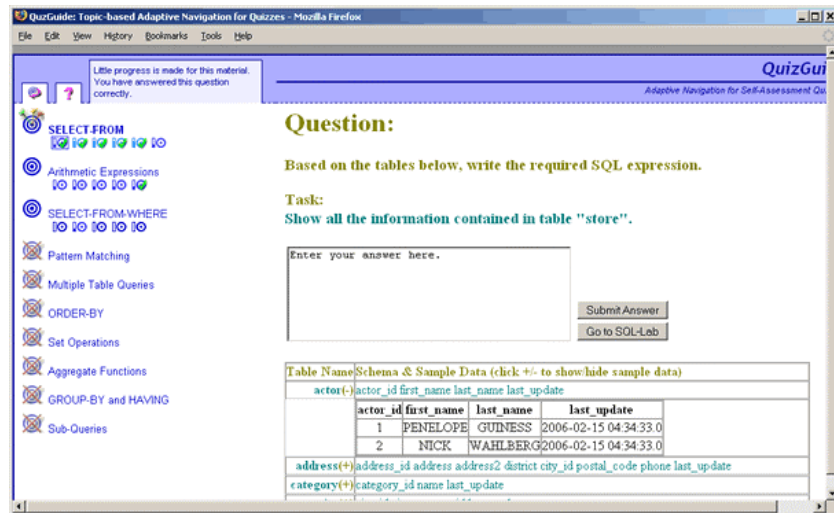 QuzGuide: Topic-based Adaptive Navigation for Quizzes - Mozilla Firefox
File Edit View History Bookmarks Tools Help
Little progress is made for this material.
You have answered this question
correctly.
QuizGui
Adaptive Navigation for Self-Assessment Qu
SELECT-FROM
Arithmetic Expressions
SELECT-FROM-WHERE
Pattern Matching
Multiple Table Queries
ORDER-BY
Set Operations
Aggregate Functions
GROUP-BY and HAVING
Sub-Queries
Question:
Based on the tables below, write the required SQL expression.
Task:
Show all the information contained in table "store".
Enter your answer here.
Submit Answer
Go to SQL-Lab
Table Name Schema & Sample Data (click +/- to show/hide sample data)
actor(-) actor_id first_name last_name last_update
actor_id first_name last_name last_update
1 PENELOPE GUINESS 2006-02-15 04:34:33.0
2 NICK WAHLBERG 2006-02-15 04:34:33.0
address(+) address_id address address2 district city_id postal_code phone last_update
category(+) category_id name last_update